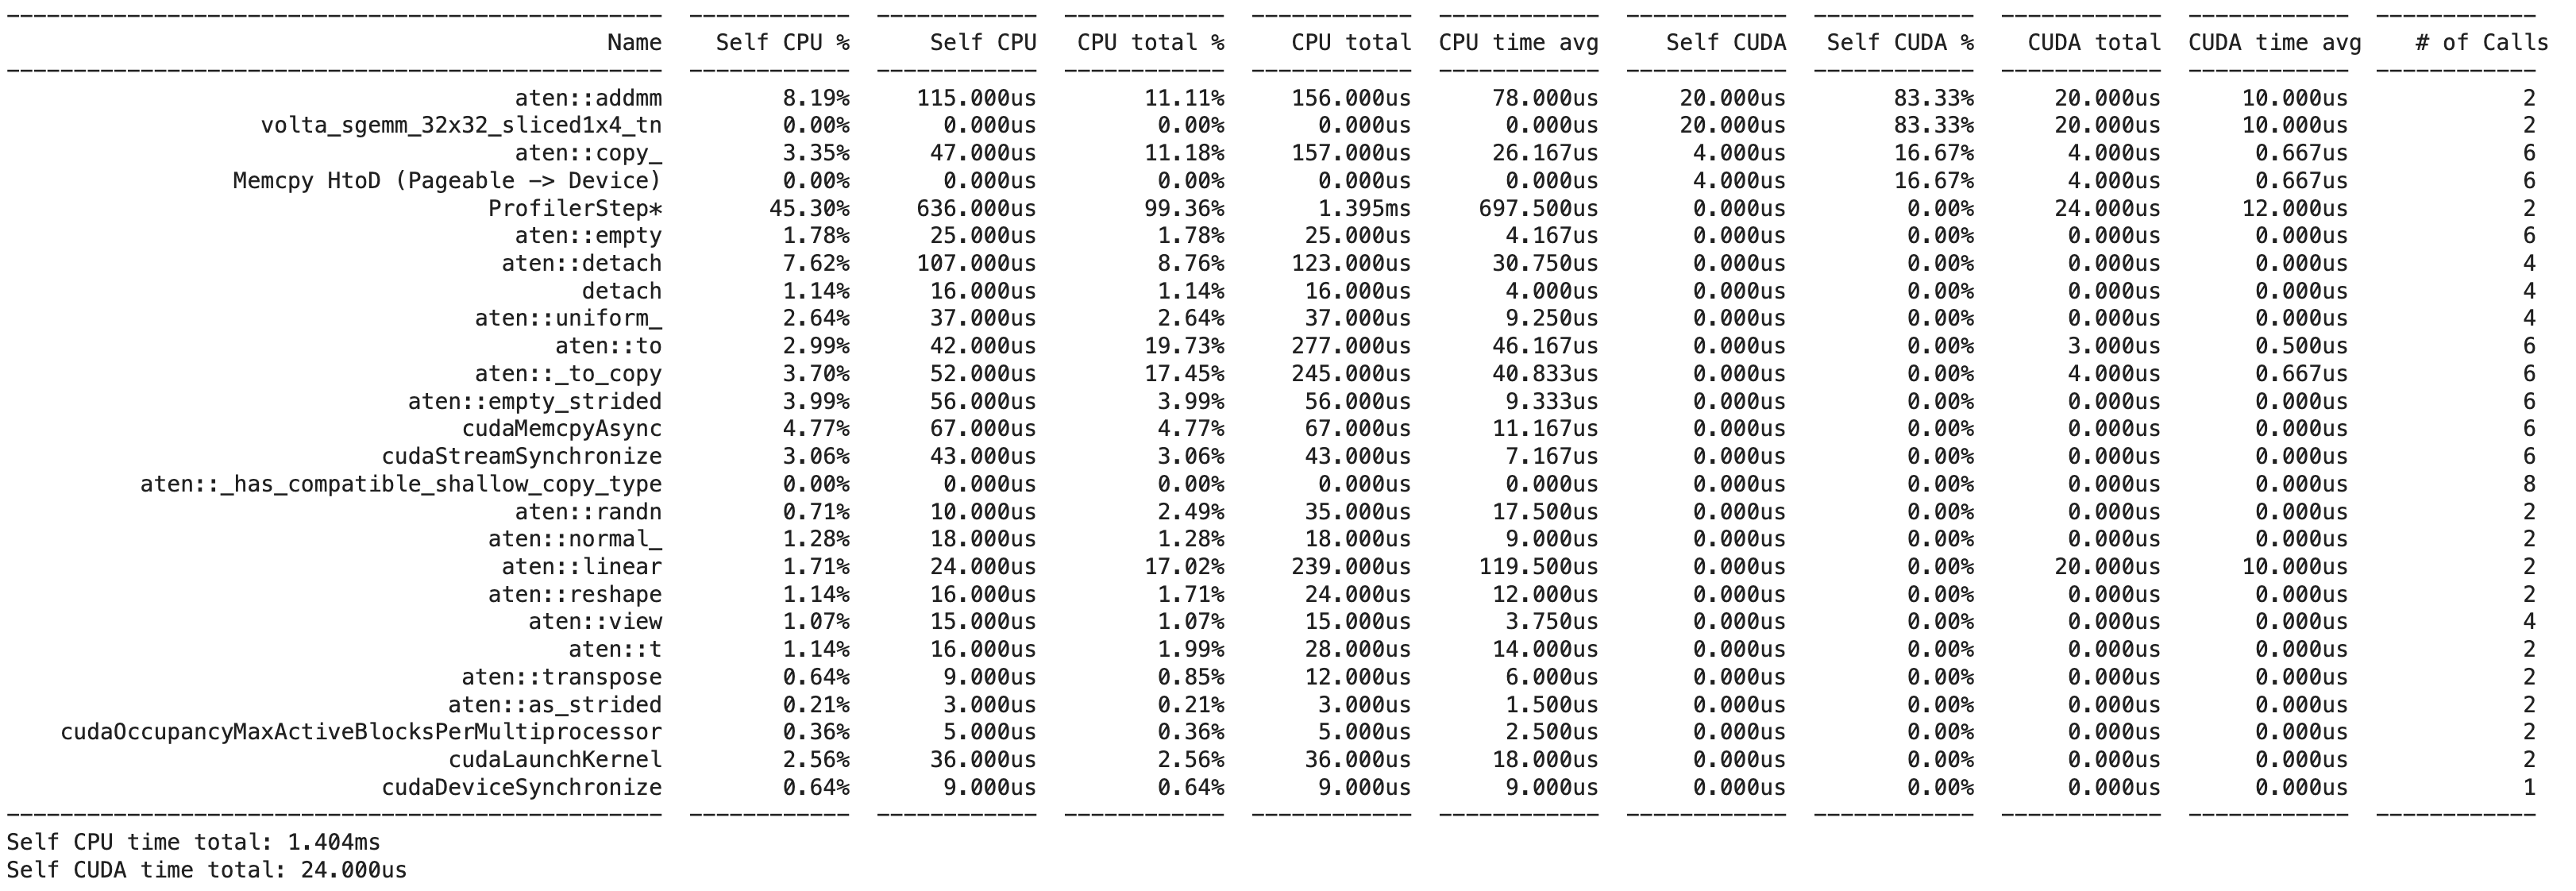 -------------------------------------------------  ------------  ------------  ------------  ------------  ------------  ------------  ------------  ------------  ------------  ------------
Name    Self CPU %      Self CPU   CPU total %     CPU total  CPU time avg     Self CUDA   Self CUDA %    CUDA total  CUDA time avg    # of Calls
-------------------------------------------------  ------------  ------------  ------------  ------------  ------------  ------------  ------------  ------------  ------------  ------------
aten::addmm         8.19%     115.000us        11.11%     156.000us      78.000us      20.000us        83.33%      20.000us      10.000us             2
volta_sgemm_32x32_sliced1x4_tn         0.00%       0.000us         0.00%       0.000us       0.000us      20.000us        83.33%      20.000us      10.000us             2
aten::copy_         3.35%      47.000us        11.18%     157.000us      26.167us       4.000us        16.67%       4.000us       0.667us             6
Memcpy HtoD (Pageable -> Device)         0.00%       0.000us         0.00%       0.000us       0.000us       4.000us        16.67%       4.000us       0.667us             6
ProfilerStep*        45.30%     636.000us        99.36%       1.395ms     697.500us       0.000us         0.00%      24.000us      12.000us             2
aten::empty         1.78%      25.000us         1.78%      25.000us       4.167us       0.000us         0.00%       0.000us       0.000us             6
aten::detach         7.62%     107.000us         8.76%     123.000us      30.750us       0.000us         0.00%       0.000us       0.000us             4
detach         1.14%      16.000us         1.14%      16.000us       4.000us       0.000us         0.00%       0.000us       0.000us             4
aten::uniform_         2.64%      37.000us         2.64%      37.000us       9.250us       0.000us         0.00%       0.000us       0.000us             4
aten::to         2.99%      42.000us        19.73%     277.000us      46.167us       0.000us         0.00%       3.000us       0.500us             6
aten::_to_copy         3.70%      52.000us        17.45%     245.000us      40.833us       0.000us         0.00%       4.000us       0.667us             6
aten::empty_strided         3.99%      56.000us         3.99%      56.000us       9.333us       0.000us         0.00%       0.000us       0.000us             6
cudaMemcpyAsync         4.77%      67.000us         4.77%      67.000us      11.167us       0.000us         0.00%       0.000us       0.000us             6
cudaStreamSynchronize         3.06%      43.000us         3.06%      43.000us       7.167us       0.000us         0.00%       0.000us       0.000us             6
aten::_has_compatible_shallow_copy_type         0.00%       0.000us         0.00%       0.000us       0.000us       0.000us         0.00%       0.000us       0.000us             8
aten::randn         0.71%      10.000us         2.49%      35.000us      17.500us       0.000us         0.00%       0.000us       0.000us             2
aten::normal_         1.28%      18.000us         1.28%      18.000us       9.000us       0.000us         0.00%       0.000us       0.000us             2
aten::linear         1.71%      24.000us        17.02%     239.000us     119.500us       0.000us         0.00%      20.000us      10.000us             2
aten::reshape         1.14%      16.000us         1.71%      24.000us      12.000us       0.000us         0.00%       0.000us       0.000us             2
aten::view         1.07%      15.000us         1.07%      15.000us       3.750us       0.000us         0.00%       0.000us       0.000us             4
aten::t         1.14%      16.000us         1.99%      28.000us      14.000us       0.000us         0.00%       0.000us       0.000us             2
aten::transpose         0.64%       9.000us         0.85%      12.000us       6.000us       0.000us         0.00%       0.000us       0.000us             2
aten::as_strided         0.21%       3.000us         0.21%       3.000us       1.500us       0.000us         0.00%       0.000us       0.000us             2
cudaOccupancyMaxActiveBlocksPerMultiprocessor         0.36%       5.000us         0.36%       5.000us       2.500us       0.000us         0.00%       0.000us       0.000us             2
cudaLaunchKernel         2.56%      36.000us         2.56%      36.000us      18.000us       0.000us         0.00%       0.000us       0.000us             2
cudaDeviceSynchronize         0.64%       9.000us         0.64%       9.000us       9.000us       0.000us         0.00%       0.000us       0.000us             1
-------------------------------------------------  ------------  ------------  ------------  ------------  ------------  ------------  ------------  ------------  ------------  ------------
Self CPU time total: 1.404ms
Self CUDA time total: 24.000us